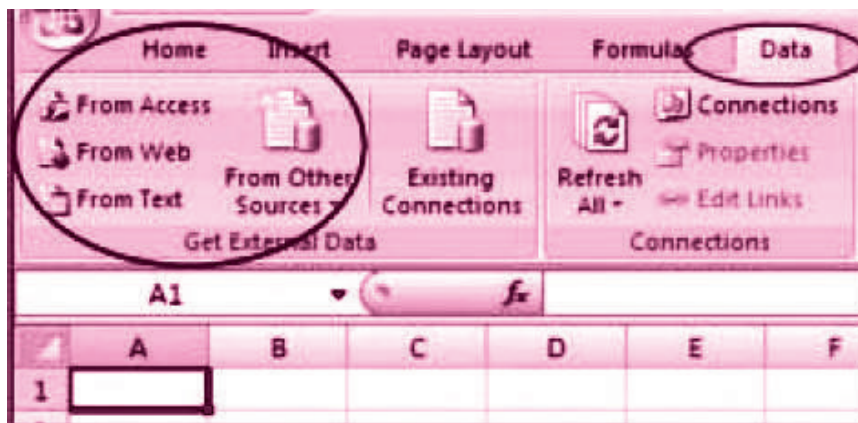 Home Insert Page Layout Formulas Data
From Access
From Web
From Text
From Other
Sources
Existing
Connections
Get External Data
Refresh
All
Connections
Properties
Edit Links
Connections
A1 fx
A B C D E F
1